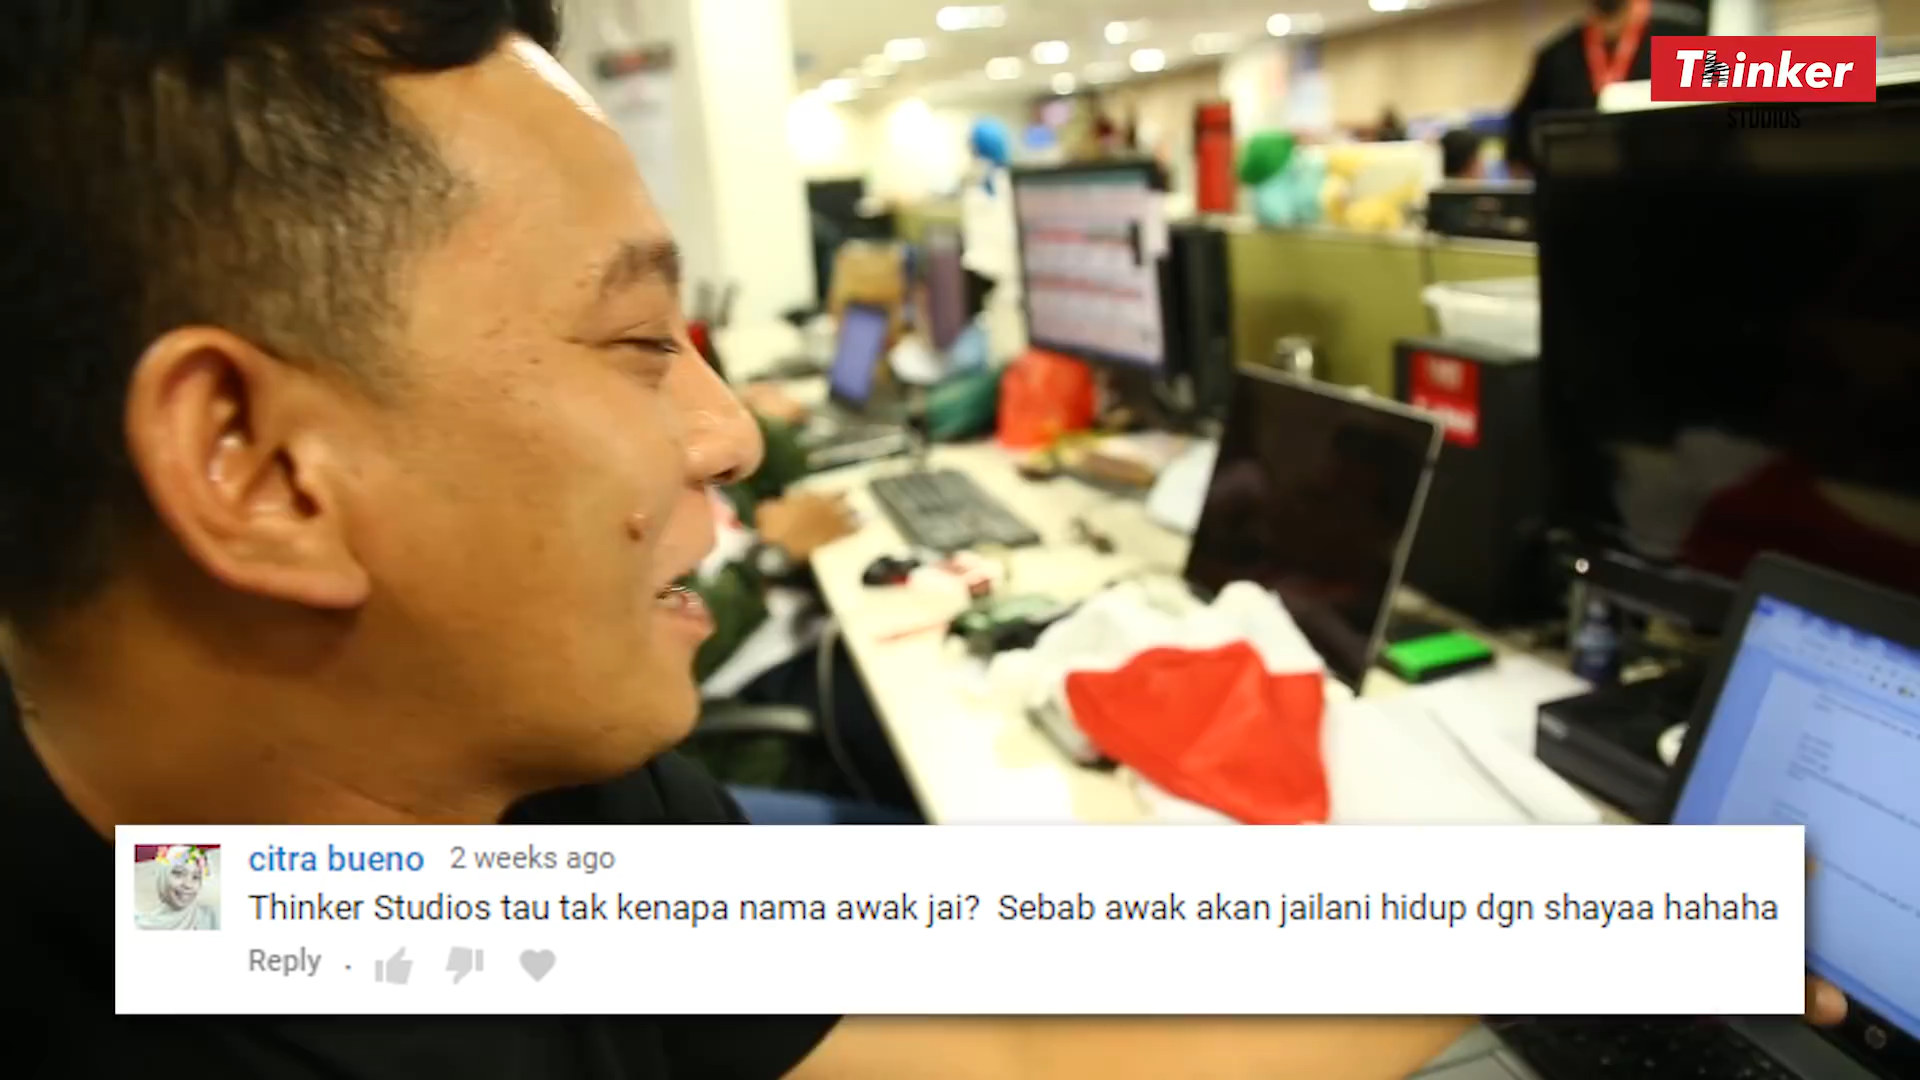 Thinker
STUDIOS
citra bueno 2 weeks ago
Thinker Studios tau tak kenapa nama awak jai? Sebab awak akan jailani hidup dgn shayaa hahaha
Reply .